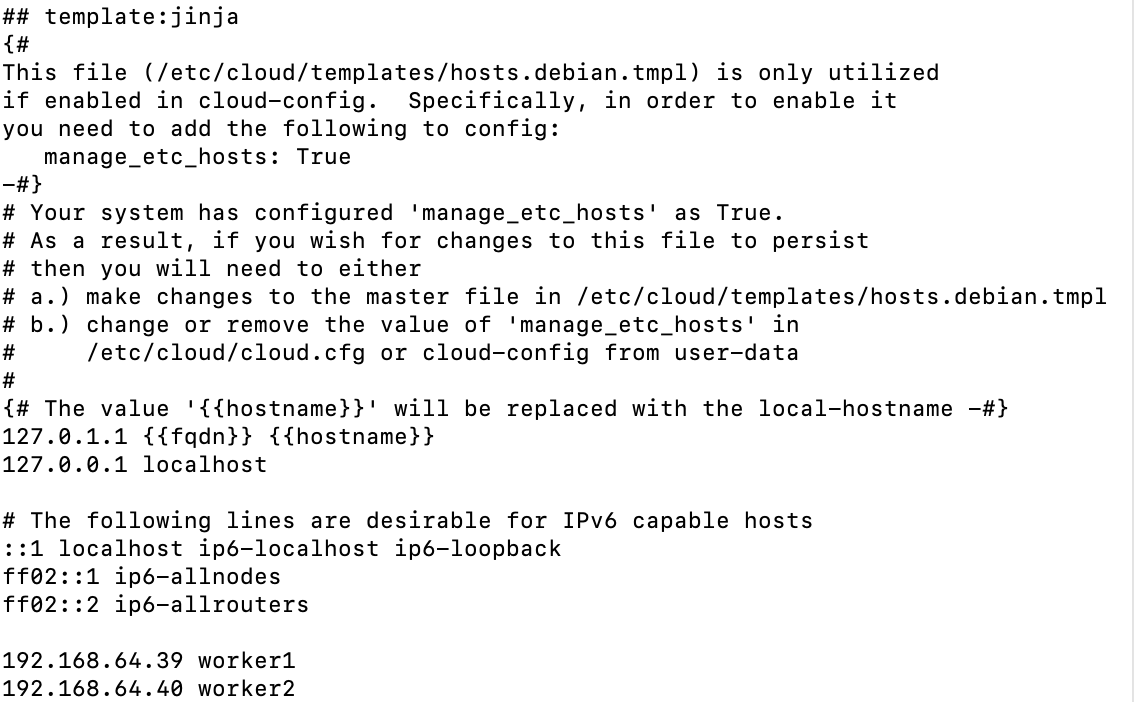 ## template:jinja
{#
This file (/etc/cloud/templates/hosts.debian.tmpl) is only utilized
if enabled in cloud-config.  Specifically, in order to enable it
you need to add the following to config:
   manage_etc_hosts: True
-#}
# Your system has configured 'manage_etc_hosts' as True.
# As a result, if you wish for changes to this file to persist
# then you will need to either
# a.) make changes to the master file in /etc/cloud/templates/hosts.debian.tmpl
# b.) change or remove the value of 'manage_etc_hosts' in
#     /etc/cloud/cloud.cfg or cloud-config from user-data
#
{# The value '{{hostname}}' will be replaced with the local-hostname -#}
127.0.1.1 {{fqdn}} {{hostname}}
127.0.0.1 localhost

# The following lines are desirable for IPv6 capable hosts
::1 localhost ip6-localhost ip6-loopback
ff02::1 ip6-allnodes
ff02::2 ip6-allrouters

192.168.64.39 worker1
192.168.64.40 worker2